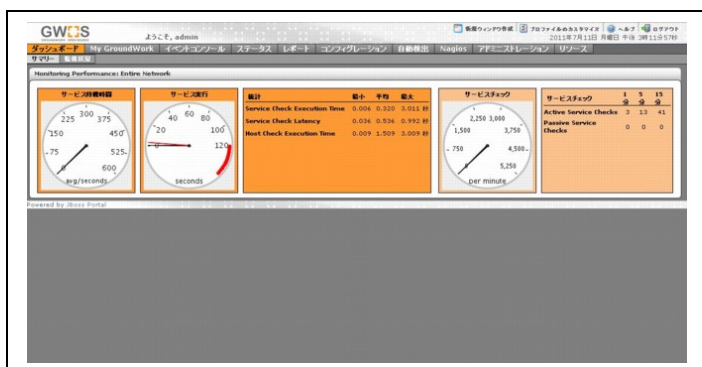 GWOS
ようこそ, admin
新規ウィンドウ作成 プロファイルのカスタマイズ ヘルプ ログアウト
2011年7月11日 月曜日 午後 3時11分57秒
ダッシュボード My GroundWork イベントコンソール ステータス レポート コンフィグレーション 自動検出 Nagios アドミニストレーション リソース
サマリー 監視状況
Monitoring Performance: Entire Network
サービス待機時間
300
225 375
150 450
75 525
0 600
avg/seconds
サービス実行
40 60 80
20 100
0 120
seconds
統計 最小 平均 最大
Service Check Execution Time 0.006 0.320 3.011 秒
Service Check Latency 0.036 0.536 0.992 秒
Host Check Execution Time 0.009 1.509 3.009 秒
サービスチェック
2,250 3,000
1,500 3,750
750 4,500
0 5,250
per minute
サービスチェック 1分 5分 15分
Active Service Checks 3 13 41
Passive Service Checks 0 0 0
Powered by JBoss Portal